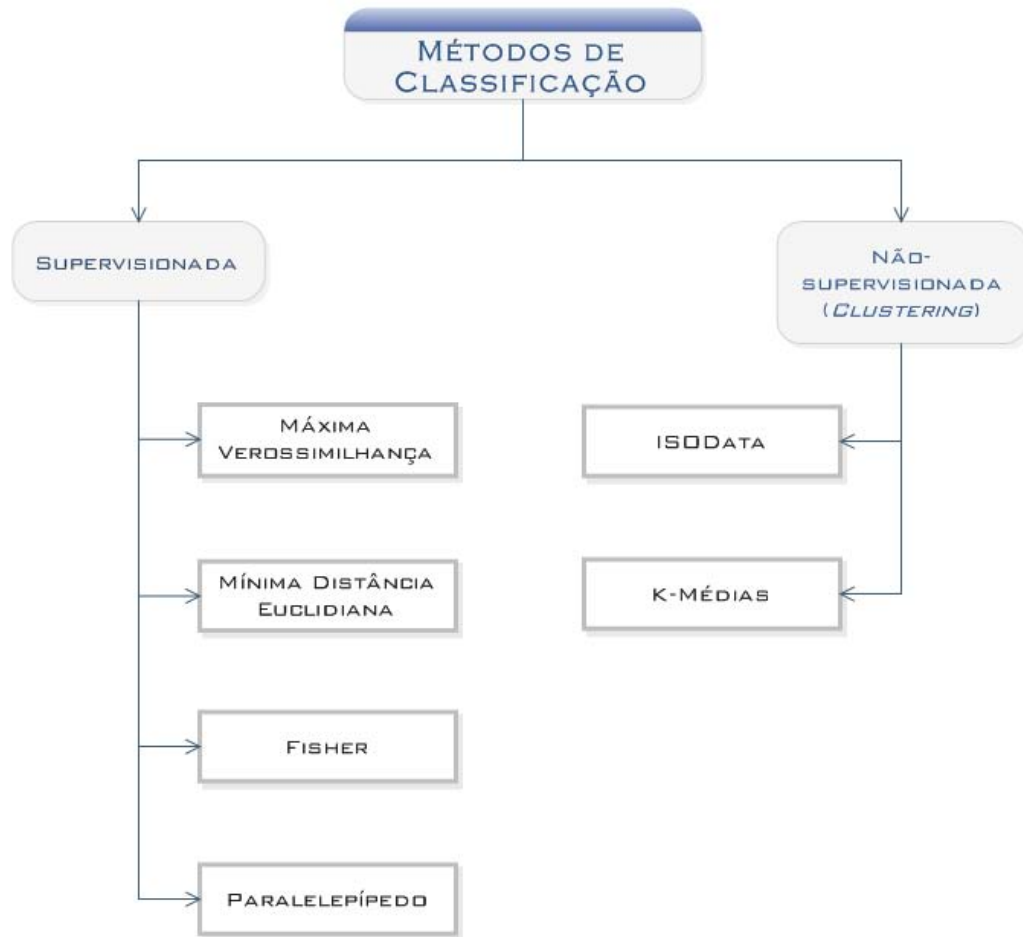 MÉTODOS DE
CLASSIFICAÇÃO
SUPERVISIONADA
NÃO-
SUPERVISIONADA
(CLUSTERING)
MÁXIMA
VEROSSIMILHANÇA
ISODATA
MÍNIMA DISTÂNCIA
EUCLIDIANA
K-MÉDIAS
FISHER
PARALELEPÍPEDO